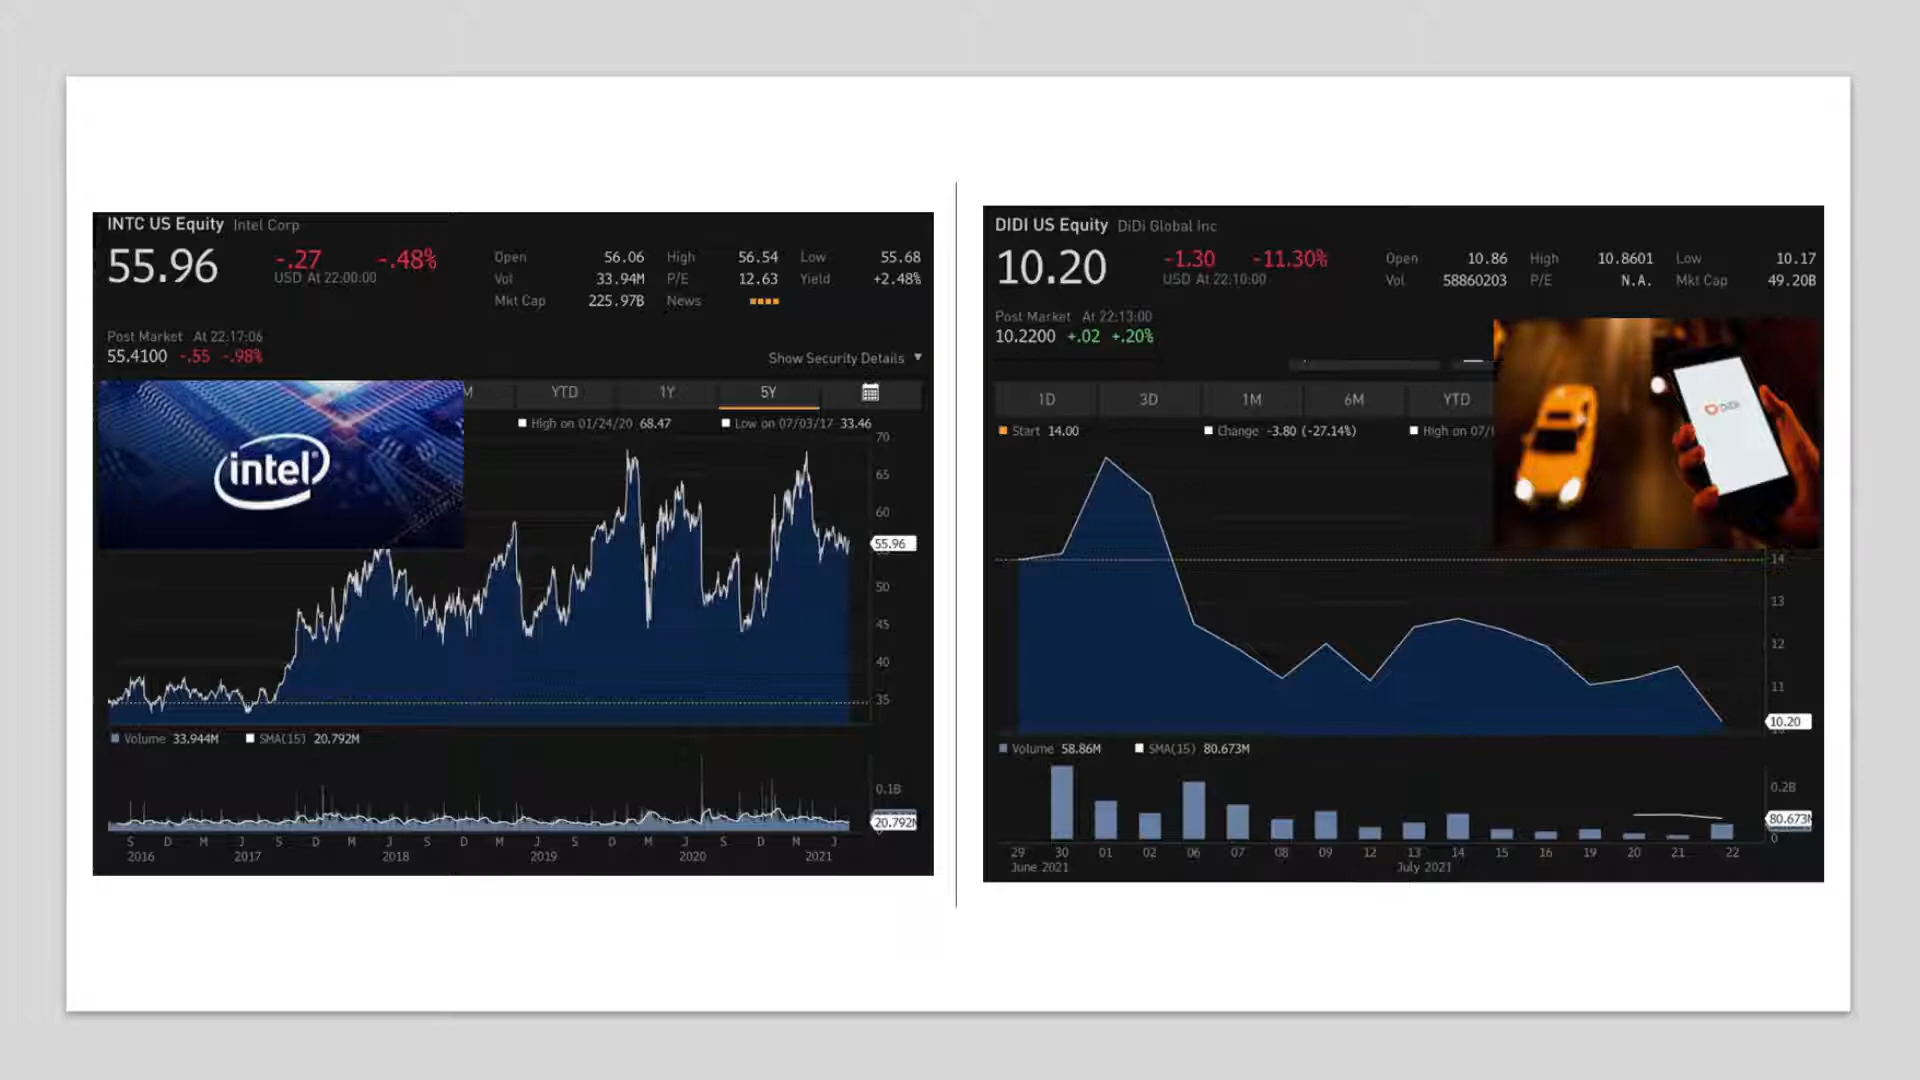 INTC US Equity Intel Corp
55.96 -.27 -.48%
USD At 22:00:00
Open 56.06 High 56.54 Low 55.68
Vol 33.94M P/E 12.63 Yield +2.48%
Mkt Cap 225.97B News
Post Market At 22:17:06
55.4100 -.55 -.98%
Show Security Details
intel
M YTD 1Y 5Y
High on 01/24/20 68.47 Low on 07/03/17 33.46
70
65
60
55.96
50
45
40
35
Volume 33.944M SMA(15) 20.792M
0.1B
20.792M
S D M J S D M J S D M J S D M J S D M J
2016 2017 2018 2019 2020 2021
DIDI US Equity DiDi Global Inc
10.20 -1.30 -11.30%
USD At 22:10:00
Open 10.86 High 10.8601 Low 10.17
Vol 58860203 P/E N.A. Mkt Cap 49.20B
Post Market At 22:13:00
10.2200 +.02 +.20%
1D 3D 1M 6M YTD
Start 14.00 Change -3.80 (-27.14%) High on 07/
DiDi
14
13
12
11
10.20
Volume 58.86M SMA(15) 80.673M
0.2B
80.673M
0
29 30 01 02 06 07 08 09 12 13 14 15 16 19 20 21 22
June 2021 July 2021